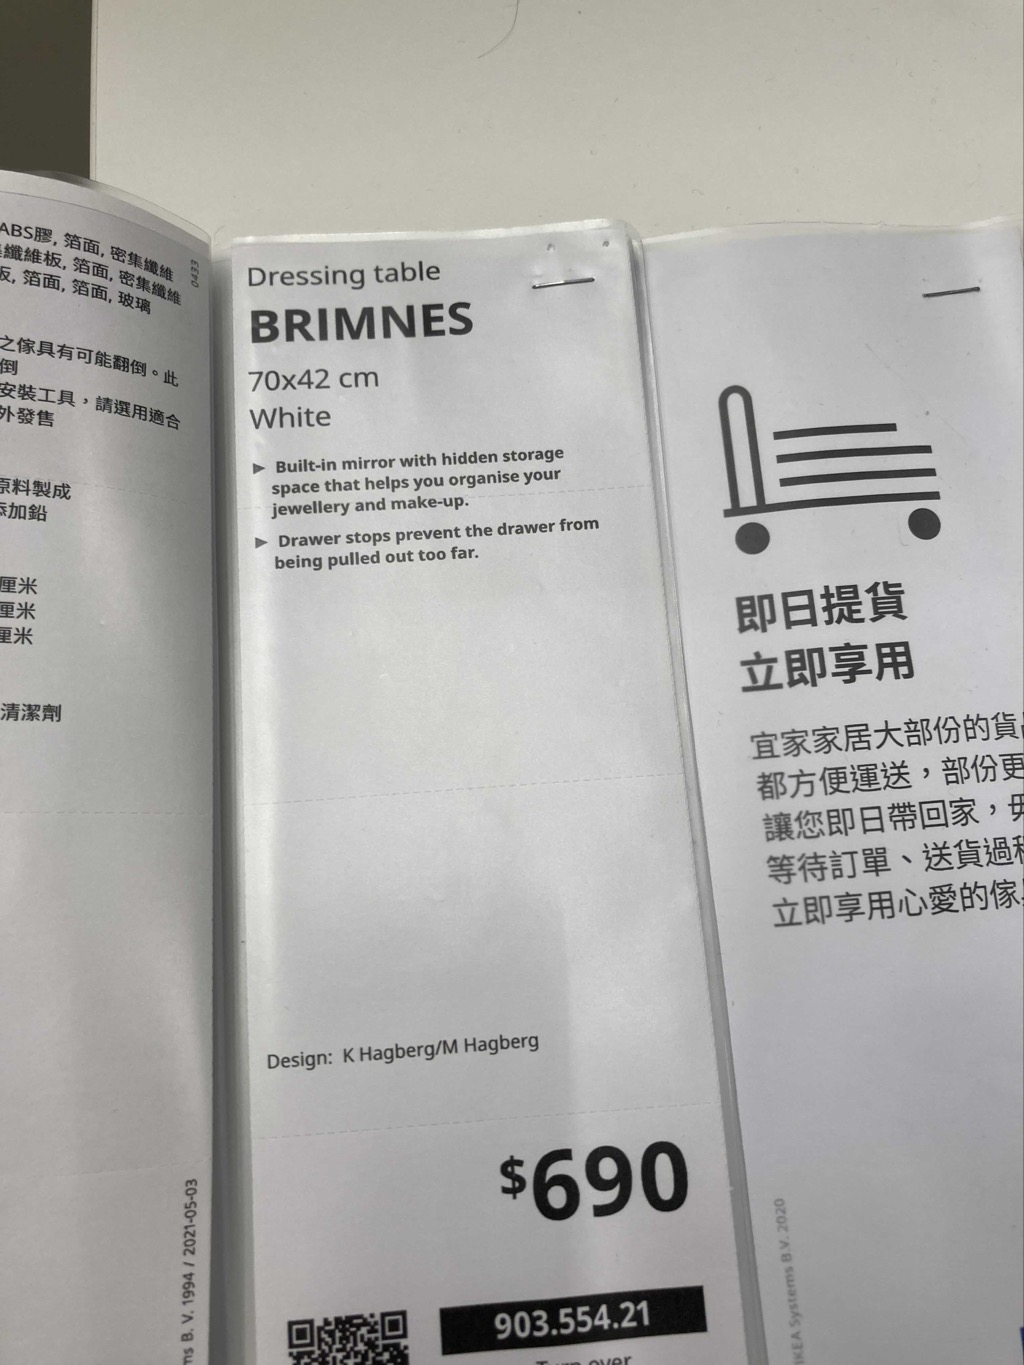 ABS膠, 箔面, 密集纖維
纖維板, 箔面, 密集纖維
板, 箔面, 箔面, 玻璃
0433
之傢具有可能翻倒。此
倒
安裝工具，請選用適合
外發售
原料製成
添加鉛
厘米
厘米
厘米
清潔劑
B. V. 1994 / 2021-05-03
Dressing table
BRIMNES
70x42 cm
White
▶ Built-in mirror with hidden storage
space that helps you organise your
jewellery and make-up.
▶ Drawer stops prevent the drawer from
being pulled out too far.
Design: K Hagberg/M Hagberg
$690
903.554.21
Turn over
即日提貨
立即享用
宜家家居大部份的貨
都方便運送，部份更
讓您即日帶回家，毋
等待訂單、送貨過程
立即享用心愛的傢
IKEA Systems B.V. 2020